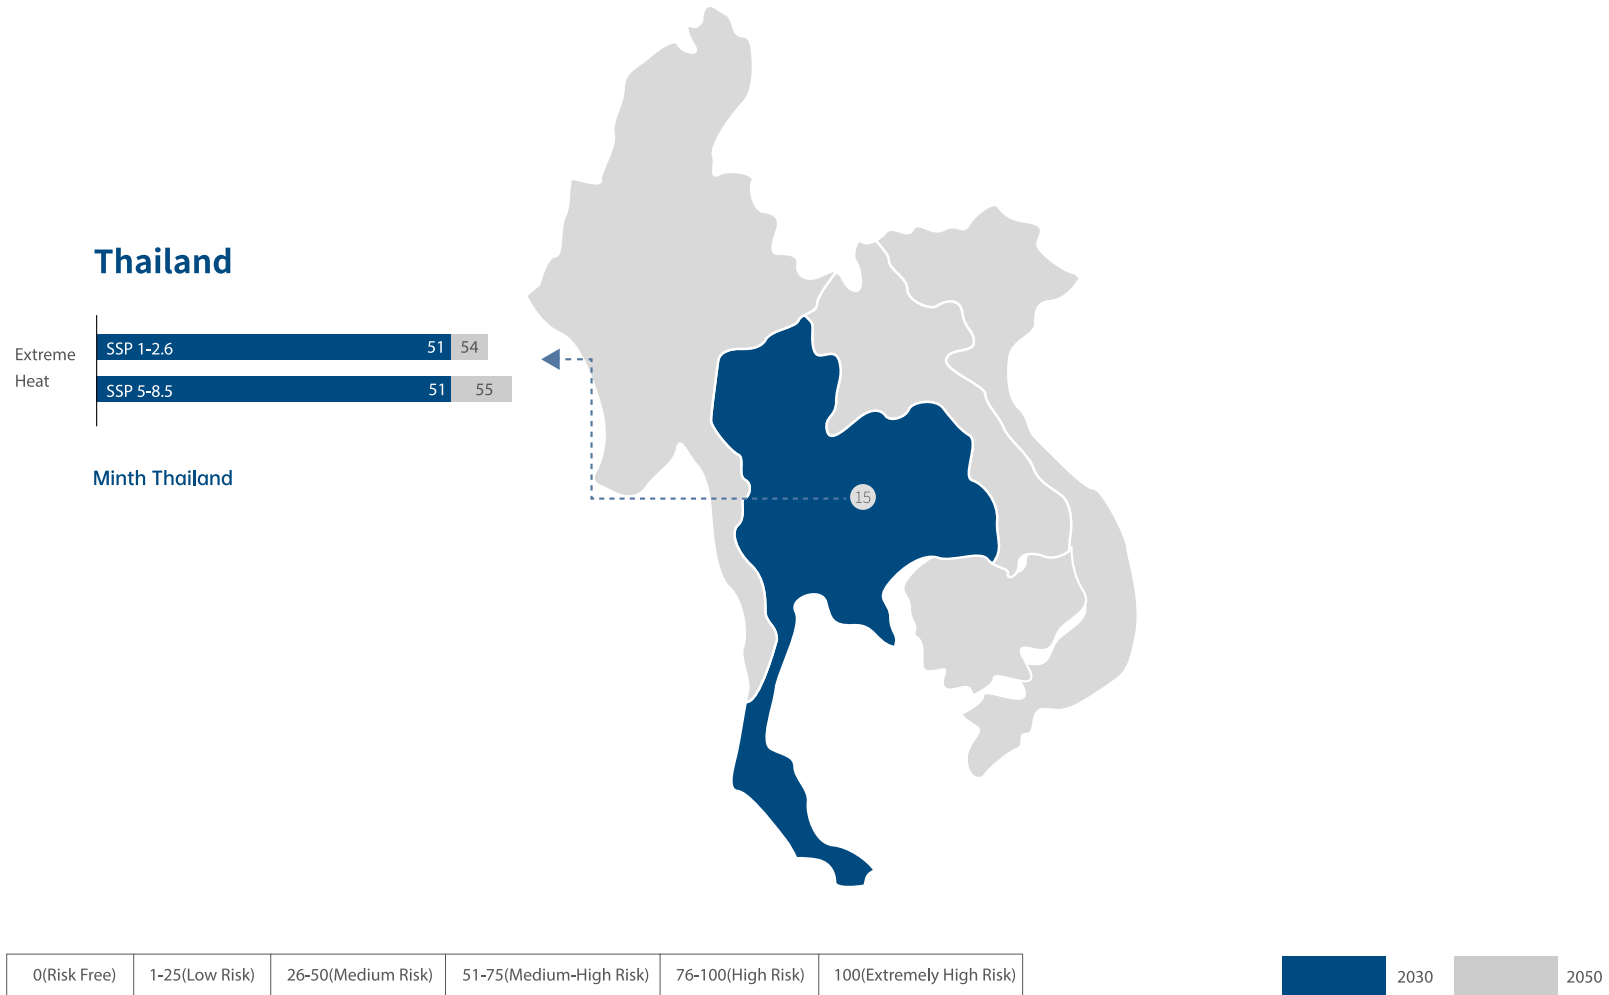 Thailand
Extreme
Heat
SSP 1-2.6 51 54
SSP 5-8.5 51 55
Minth Thailand
15
0(Risk Free) 1-25(Low Risk) 26-50(Medium Risk) 51-75(Medium-High Risk) 76-100(High Risk) 100(Extremely High Risk)
2030 2050